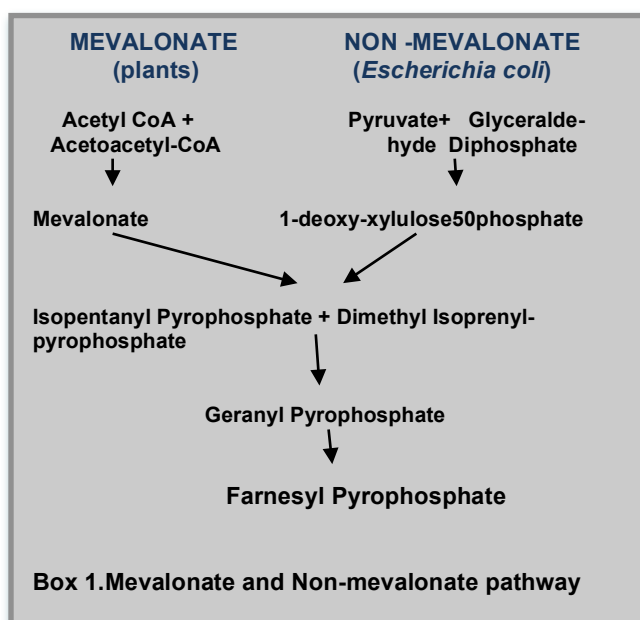 MEVALONATE
(plants)
NON -MEVALONATE
(Escherichia coli)
Acetyl CoA +
Acetoacetyl-CoA
Pyruvate+ Glyceralde-
hyde Diphosphate
Mevalonate
1-deoxy-xylulose50phosphate
Isopentanyl Pyrophosphate + Dimethyl Isoprenyl-
pyrophosphate
Geranyl Pyrophosphate
Farnesyl Pyrophosphate
Box 1.Mevalonate and Non-mevalonate pathway